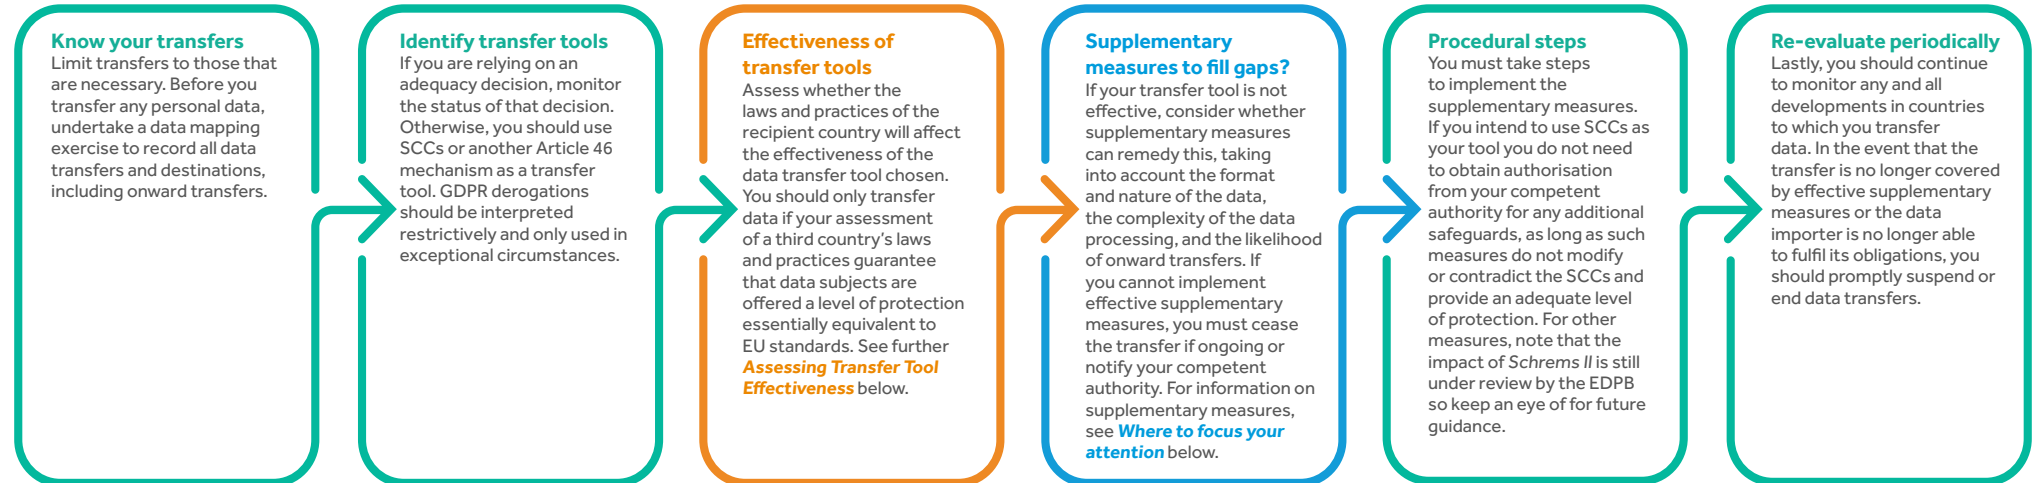 Know your transfers
Limit transfers to those that
are necessary. Before you
transfer any personal data,
undertake a data mapping
exercise to record all data
transfers and destinations,
including onward transfers.
Identify transfer tools
If you are relying on an
adequacy decision, monitor
the status of that decision.
Otherwise, you should use
SCCs or another Article 46
mechanism as a transfer
tool. GDPR derogations
should be interpreted
restrictively and only used in
exceptional circumstances.
Effectiveness of
transfer tools
Assess whether the
laws and practices of the
recipient country will affect
the effectiveness of the
data transfer tool chosen.
You should only transfer
data if your assessment
of a third country's laws
and practices guarantee
that data subjects are
offered a level of protection
essentially equivalent to
EU standards. See further
Assessing Transfer Tool
Effectiveness below.
Supplementary
measures to fill gaps?
If your transfer tool is not
effective, consider whether
supplementary measures
can remedy this, taking
into account the format
and nature of the data,
the complexity of the data
processing, and the likelihood
of onward transfers. If
you cannot implement
effective supplementary
measures, you must cease
the transfer if ongoing or
notify your competent
authority. For information on
supplementary measures,
see Where to focus your
attention below.
Procedural steps
You must take steps
to implement the
supplementary measures.
If you intend to use SCCs as
your tool you do not need
to obtain authorisation
from your competent
authority for any additional
safeguards, as long as such
measures do not modify
or contradict the SCCs and
provide an adequate level
of protection. For other
measures, note that the
impact of Schrems II is still
under review by the EDPB
so keep an eye of for future
guidance.
Re-evaluate periodically
Lastly, you should continue
to monitor any and all
developments in countries
to which you transfer
data. In the event that the
transfer is no longer covered
by effective supplementary
measures or the data
importer is no longer able
to fulfil its obligations, you
should promptly suspend or
end data transfers.